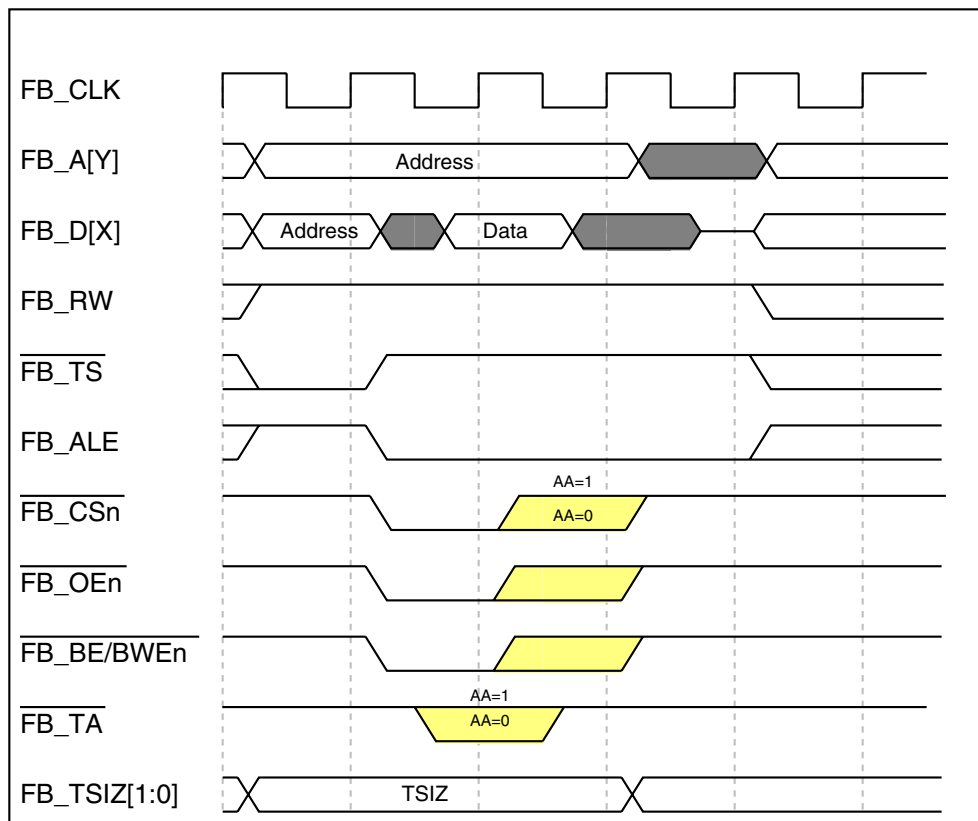 FB_CLK
FB_A[Y]
Address
FB_D[X]
Address
Data
FB_RW
FB_TS
FB_ALE
FB_CSn
AA=1
AA=0
FB_OEn
FB_BE/BWEn
FB_TA
AA=1
AA=0
FB_TSIZ[1:0]
TSIZ